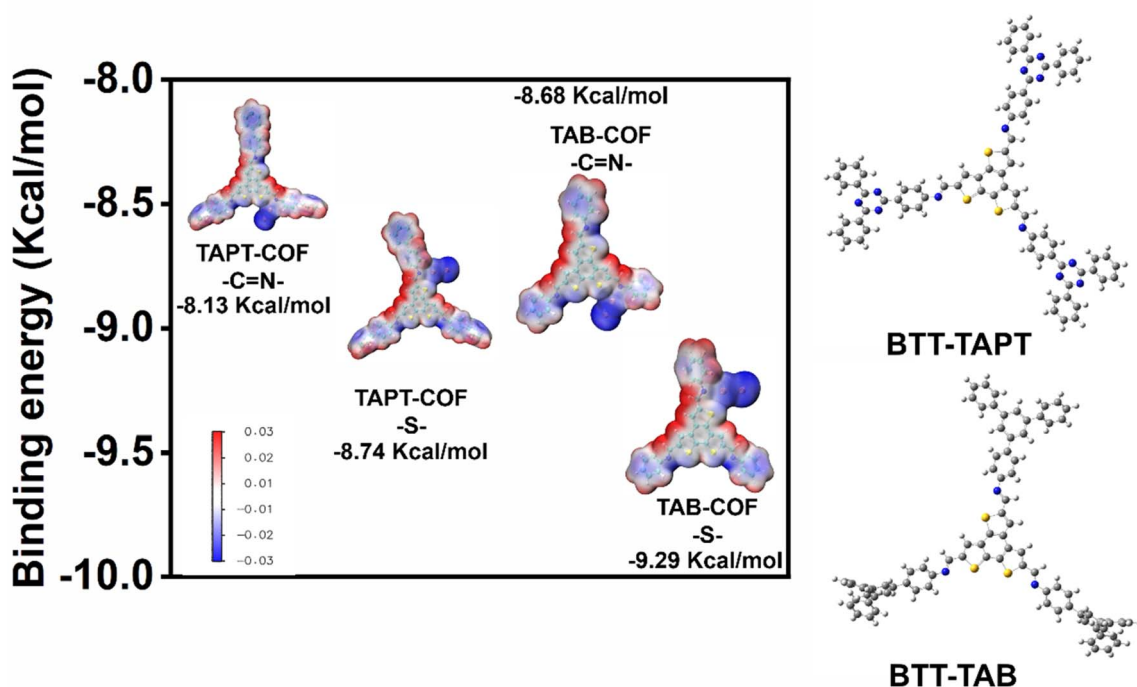 Binding energy (Kcal/mol)
-8.0
-8.5
-9.0
-9.5
-10.0
TAPT-COF
-C=N-
-8.13 Kcal/mol
TAPT-COF
-S-
-8.74 Kcal/mol
-8.68 Kcal/mol
TAB-COF
-C=N-
TAB-COF
-S-
-9.29 Kcal/mol
0.03
0.02
0.01
-0.01
-0.02
-0.03
BTT-TAPT
BTT-TAB